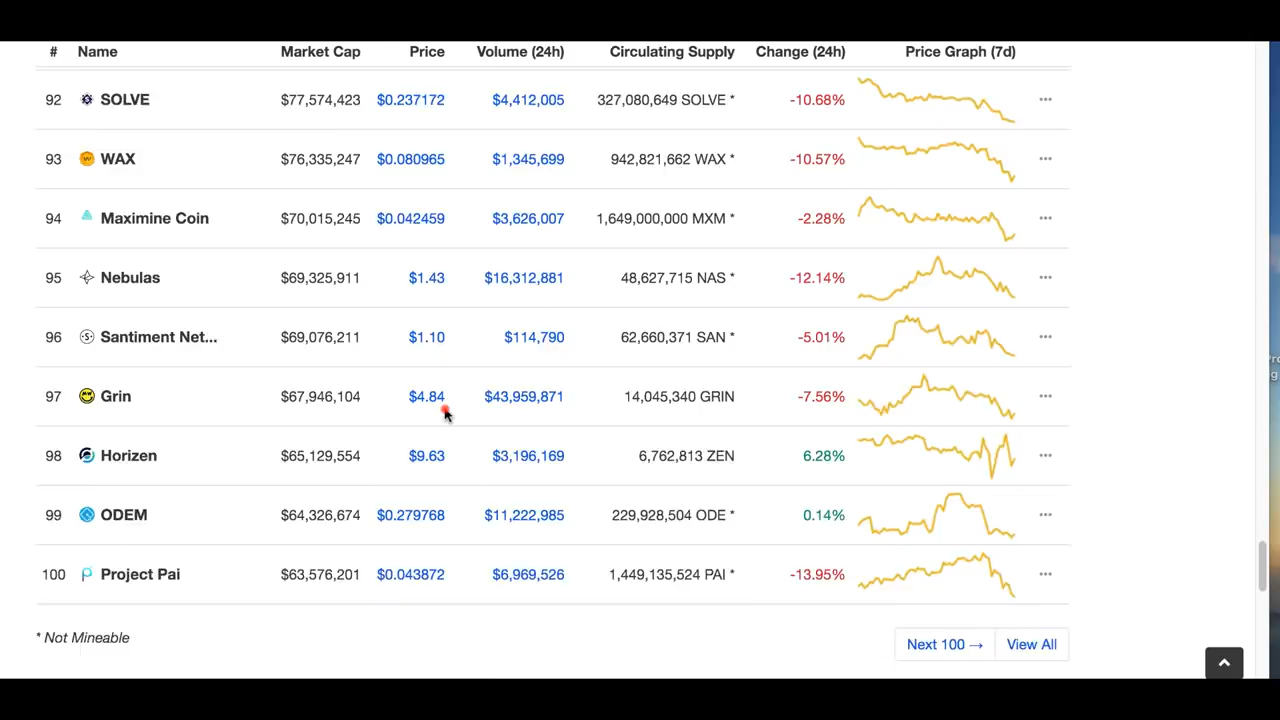 # Name Market Cap Price Volume (24h) Circulating Supply Change (24h) Price Graph (7d)
92 SOLVE $77,574,423 $0.237172 $4,412,005 327,080,649 SOLVE * -10.68%
93 WAX $76,335,247 $0.080965 $1,345,699 942,821,662 WAX * -10.57%
94 Maximine Coin $70,015,245 $0.042459 $3,626,007 1,649,000,000 MXM * -2.28%
95 Nebulas $69,325,911 $1.43 $16,312,881 48,627,715 NAS * -12.14%
96 Santiment Net... $69,076,211 $1.10 $114,790 62,660,371 SAN * -5.01%
97 Grin $67,946,104 $4.84 $43,959,871 14,045,340 GRIN -7.56%
98 Horizen $65,129,554 $9.63 $3,196,169 6,762,813 ZEN 6.28%
99 ODEM $64,326,674 $0.279768 $11,222,985 229,928,504 ODE * 0.14%
100 Project Pai $63,576,201 $0.043872 $6,969,526 1,449,135,524 PAI * -13.95%
* Not Mineable
Next 100 → View All